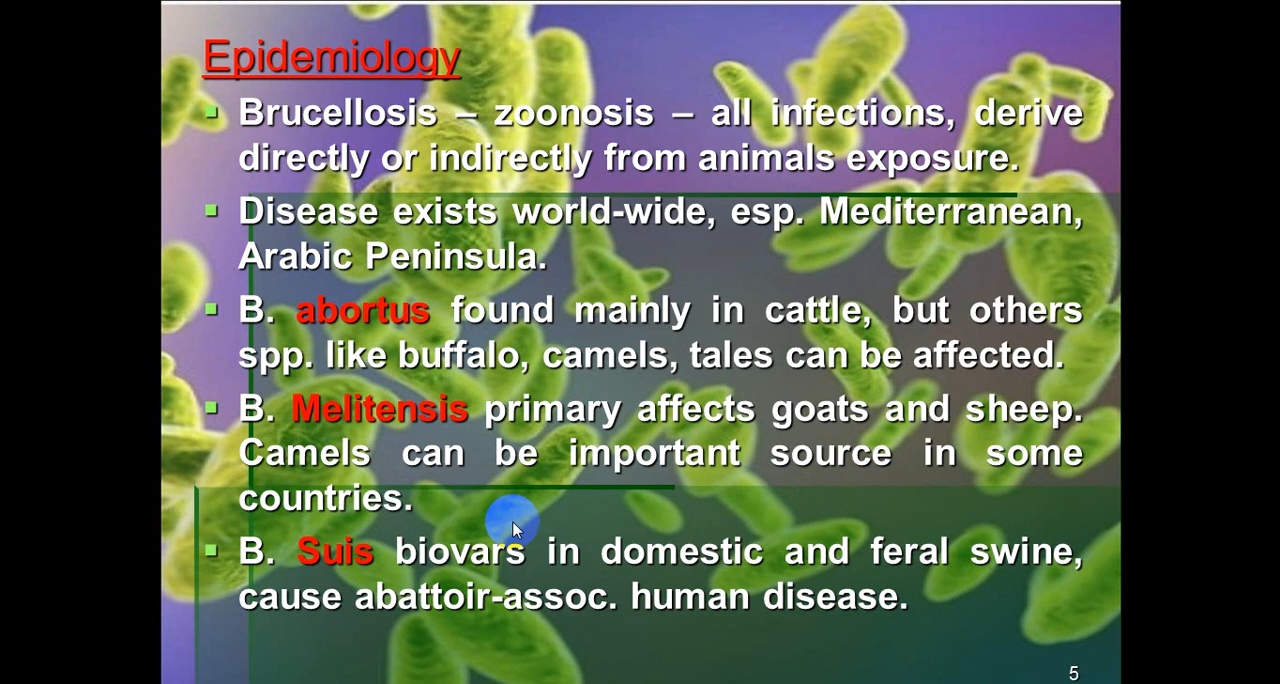 Epidemiology
Brucellosis – zoonosis – all infections, derive
directly or indirectly from animals exposure.
Disease exists world-wide, esp. Mediterranean,
Arabic Peninsula.
B. abortus found mainly in cattle, but others
spp. like buffalo, camels, tales can be affected.
B. Melitensis primary affects goats and sheep.
Camels can be important source in some
countries.
B. Suis biovars in domestic and feral swine,
cause abattoir-assoc. human disease.
5